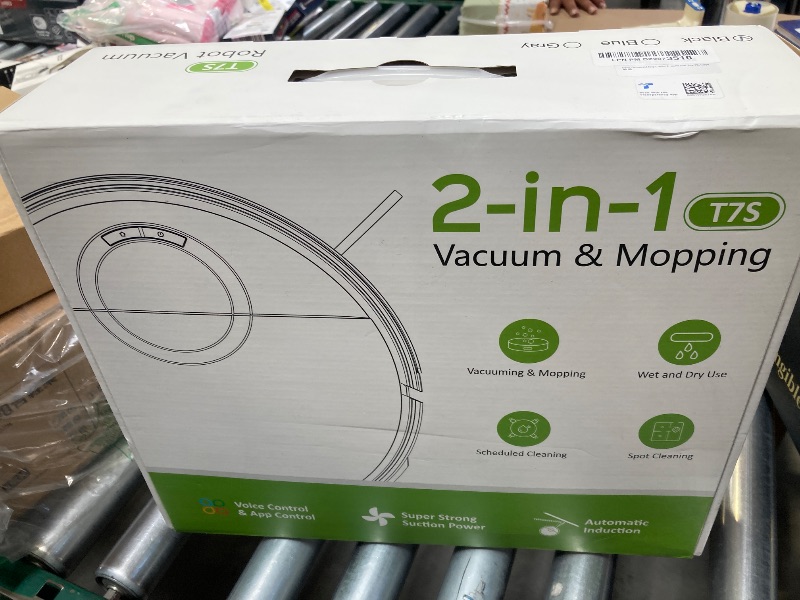 Black
Blue
Gray
T7S
Robot Vacuum
2-in-1 T7S
Vacuum & Mopping
Vacuuming & Mopping
Wet and Dry Use
Scheduled Cleaning
Spot Cleaning
Voice Control
& App Control
Super Strong
Suction Power
Automatic
Induction